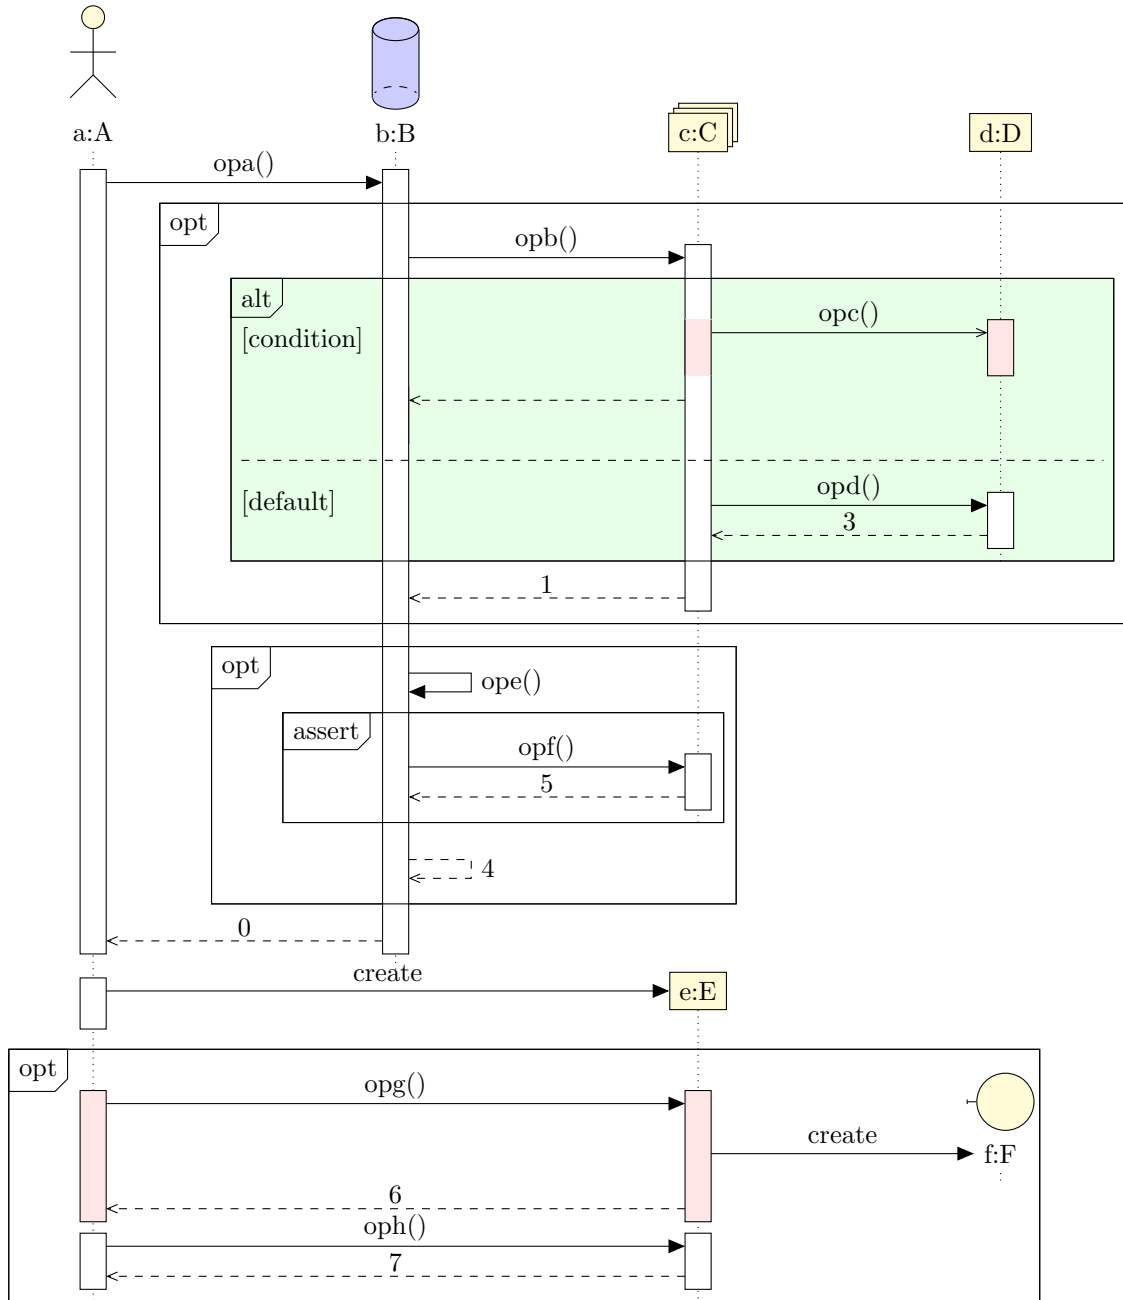 a:A
b:B
c:C
d:D
opa()
opt
opb()
alt
opc()
[condition]
opd()
[default]
3
1
opt
ope()
assert
opf()
5
4
0
create
e:E
opt
opg()
create
f:F
6
oph()
7